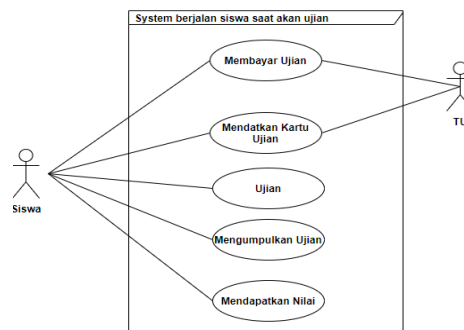 System berjalan siswa saat akan ujian
Membayar Ujian
TU
Mendatkan Kartu
Ujian
Ujian
Siswa
Mengumpulkan Ujian
Mendapatkan Nilai